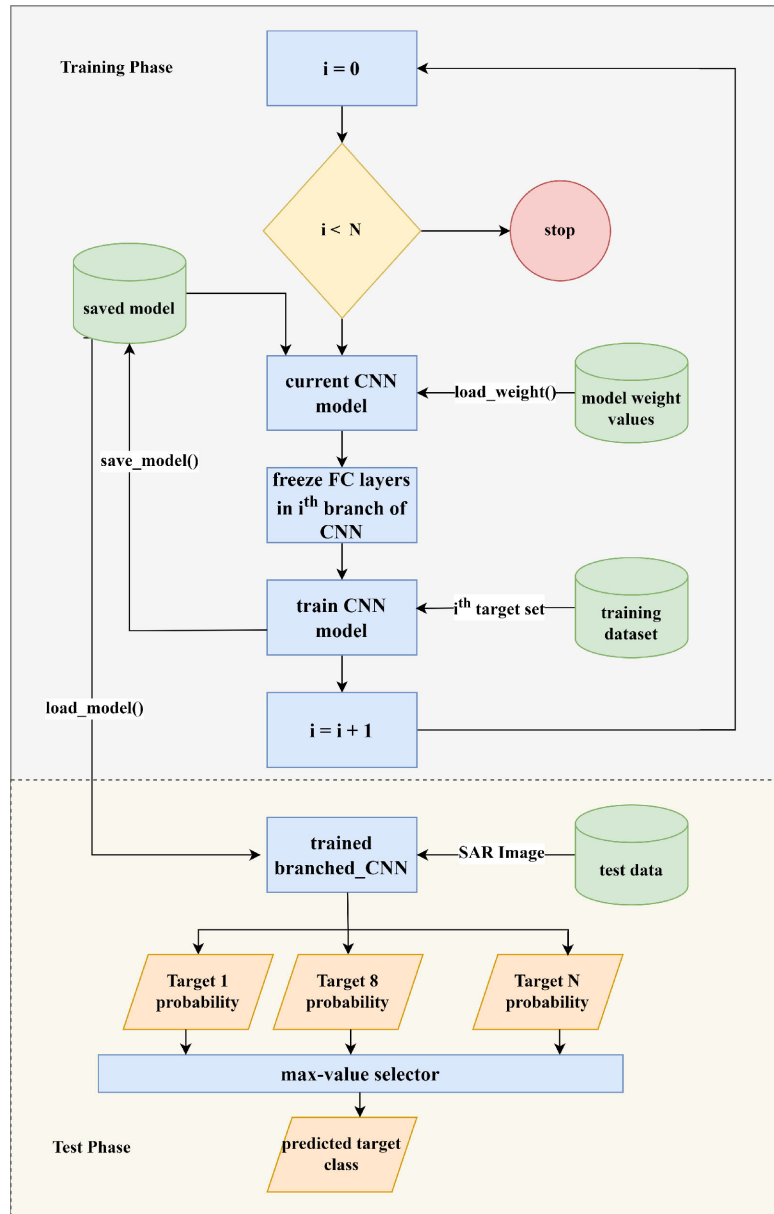 Training Phase
i = 0
i < N
stop
saved model
current CNN
model
load_weight()
model weight
values
save_model()
freeze FC layers
in iᵗʰ branch of
CNN
train CNN
model
iᵗʰ target set
training
dataset
load_model()
i = i + 1
trained
branched_CNN
SAR Image
test data
Target 1
probability
Target 8
probability
Target N
probability
max-value selector
Test Phase
predicted target
class